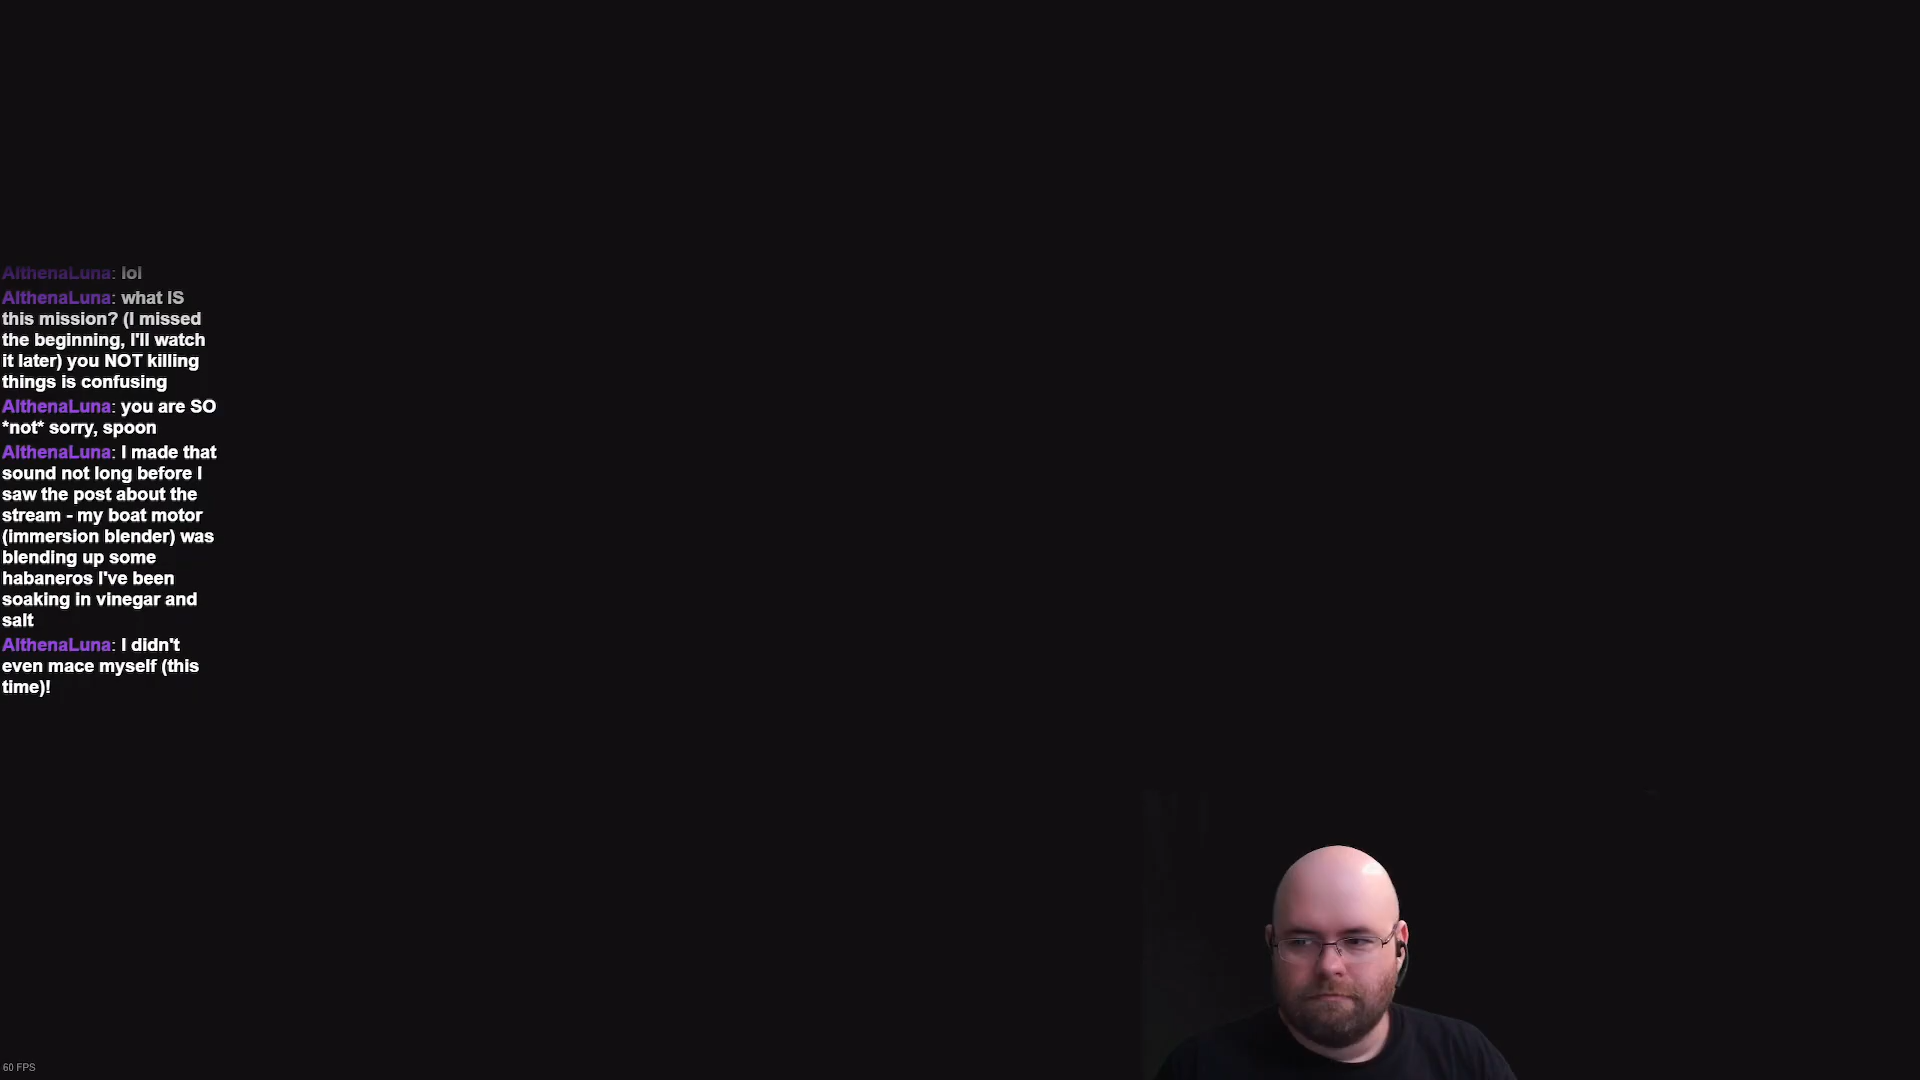 AlthenaLuna: lol
AlthenaLuna: what IS
this mission? (I missed
the beginning, I'll watch
it later) you NOT killing
things is confusing
AlthenaLuna: you are SO
*not* sorry, spoon
AlthenaLuna: I made that
sound not long before I
saw the post about the
stream - my boat motor
(immersion blender) was
blending up some
habaneros I've been
soaking in vinegar and
salt
AlthenaLuna: I didn't
even mace myself (this
time)!
60 FPS